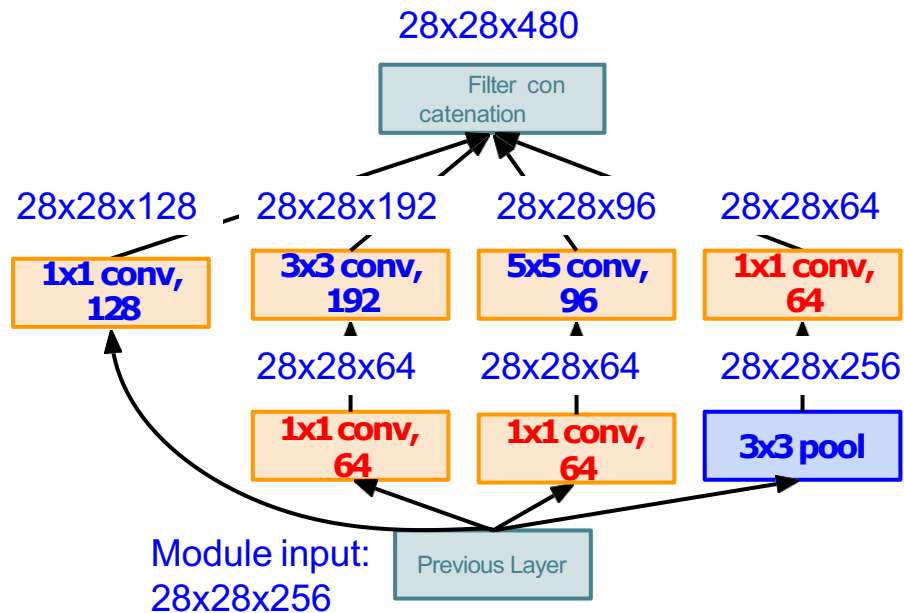 28x28x480
Filter con
catenation
28x28x128
28x28x192
28x28x96
28x28x64
1x1 conv,
128
3x3 conv,
192
5x5 conv,
96
1x1 conv,
64
28x28x64
28x28x64
28x28x256
1x1 conv,
64
1x1 conv,
64
3x3 pool
Module input:
28x28x256
Previous Layer